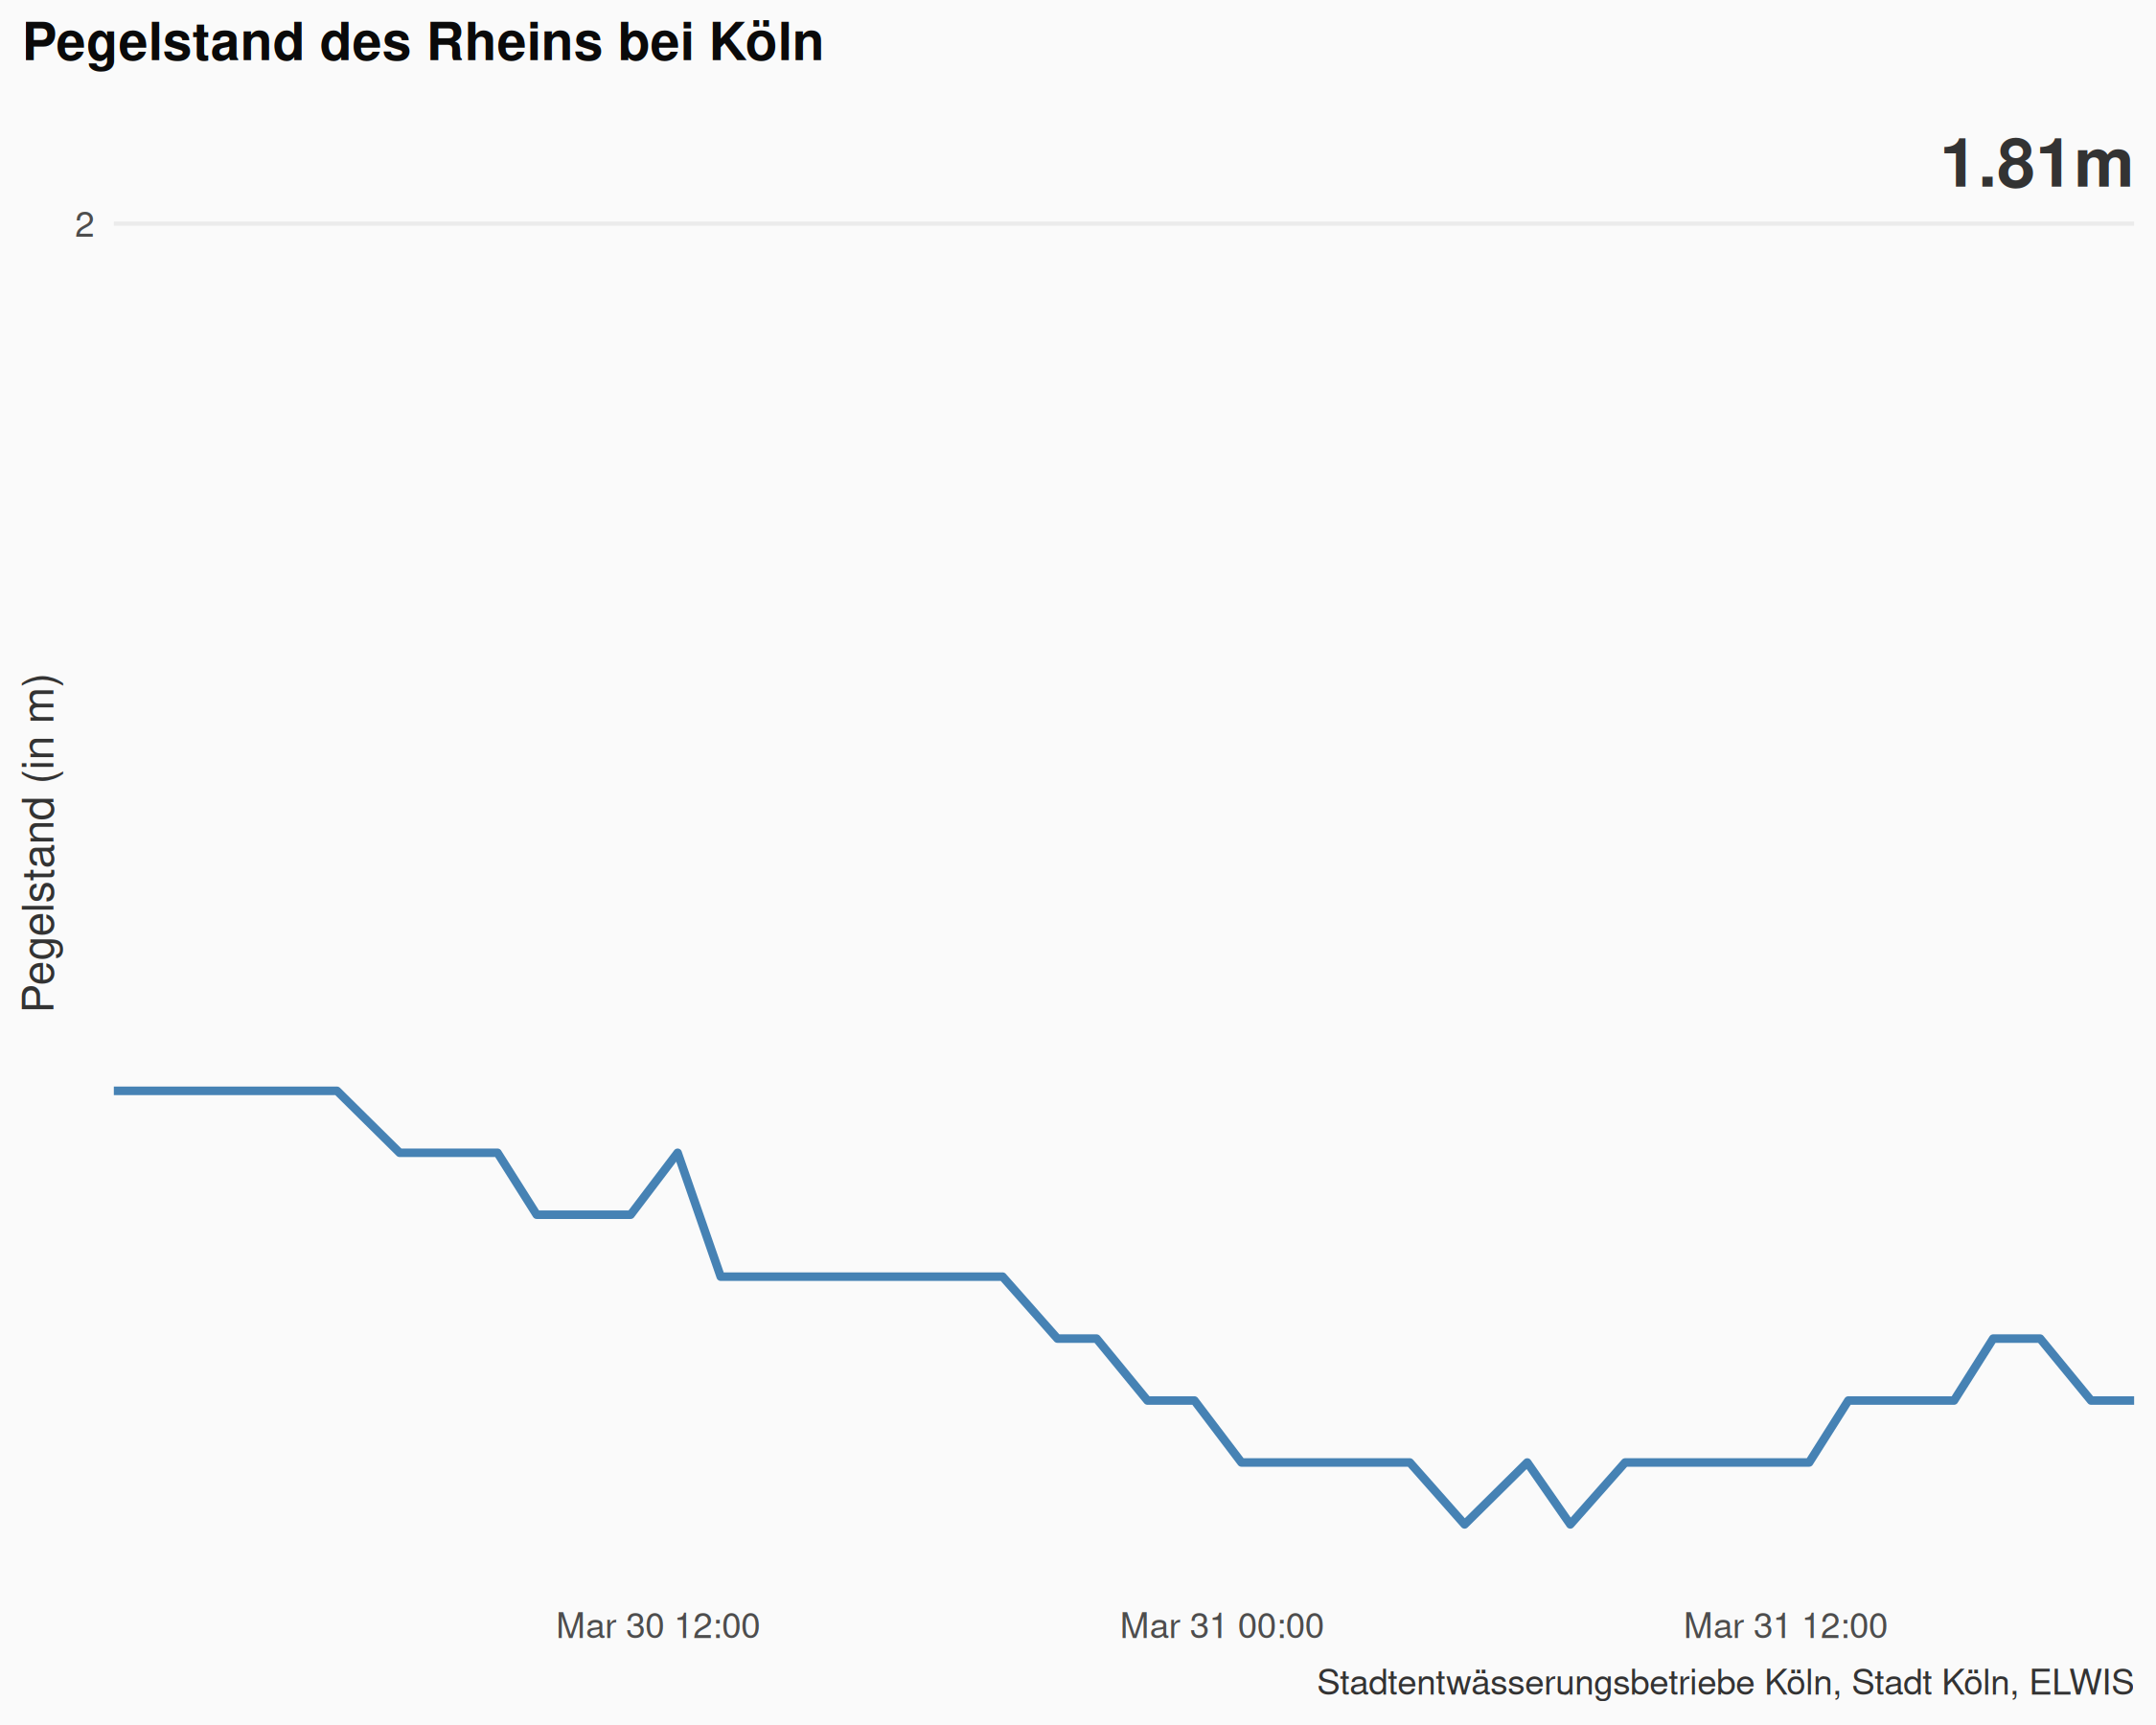 Pegelstand des Rheins bei Köln
1.81m
2
Pegelstand (in m)
Mar 30 12:00
Mar 31 00:00
Mar 31 12:00
Stadtentwässerungsbetriebe Köln, Stadt Köln, ELWIS